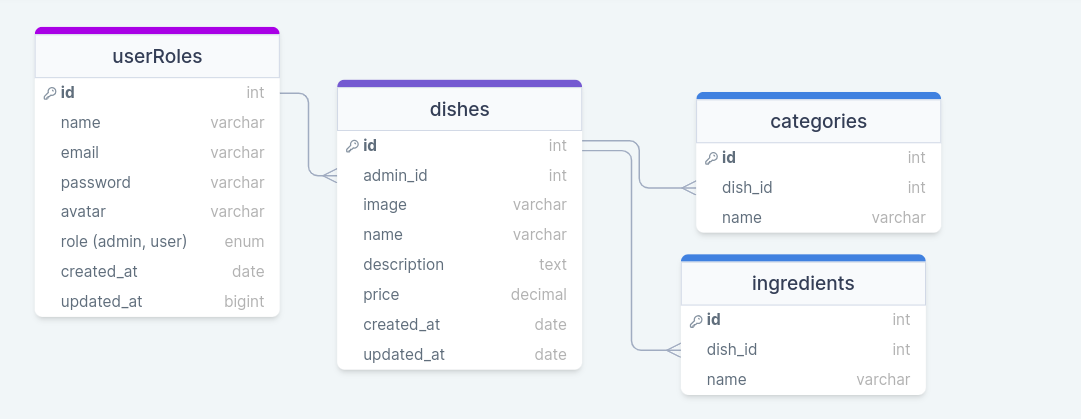 userRoles
id int
name varchar
email varchar
password varchar
avatar varchar
role (admin, user) enum
created_at date
updated_at bigint
dishes
id int
admin_id int
image varchar
name varchar
description text
price decimal
created_at date
updated_at date
categories
id int
dish_id int
name varchar
ingredients
id int
dish_id int
name varchar